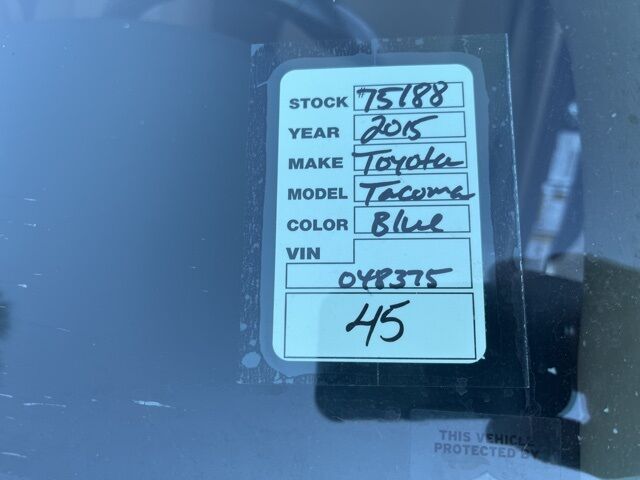 STOCK #75188
YEAR 2015
MAKE Toyota
MODEL Tacoma
COLOR Blue
VIN
048375
45
THIS VEHICLE
PROTECTED BY